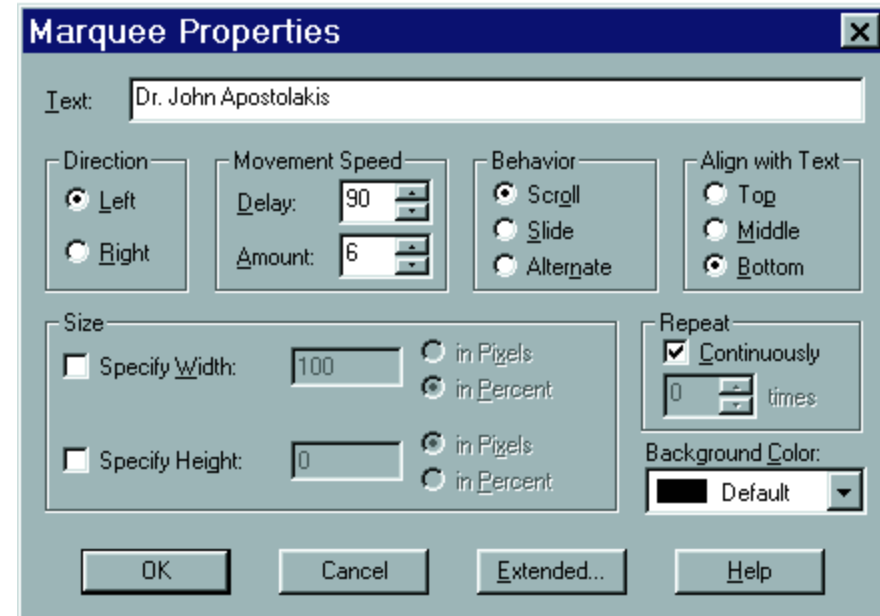 Marquee Properties
Text: Dr. John Apostolakis
Direction
Left
Right
Movement Speed
Delay: 90
Amount: 6
Behavior
Scroll
Slide
Alternate
Align with Text
Top
Middle
Bottom
Size
Specify Width: 100
in Pixels
in Percent
Specify Height: 0
in Pixels
in Percent
Repeat
Continuously
0 times
Background Color:
Default
OK Cancel Extended... Help